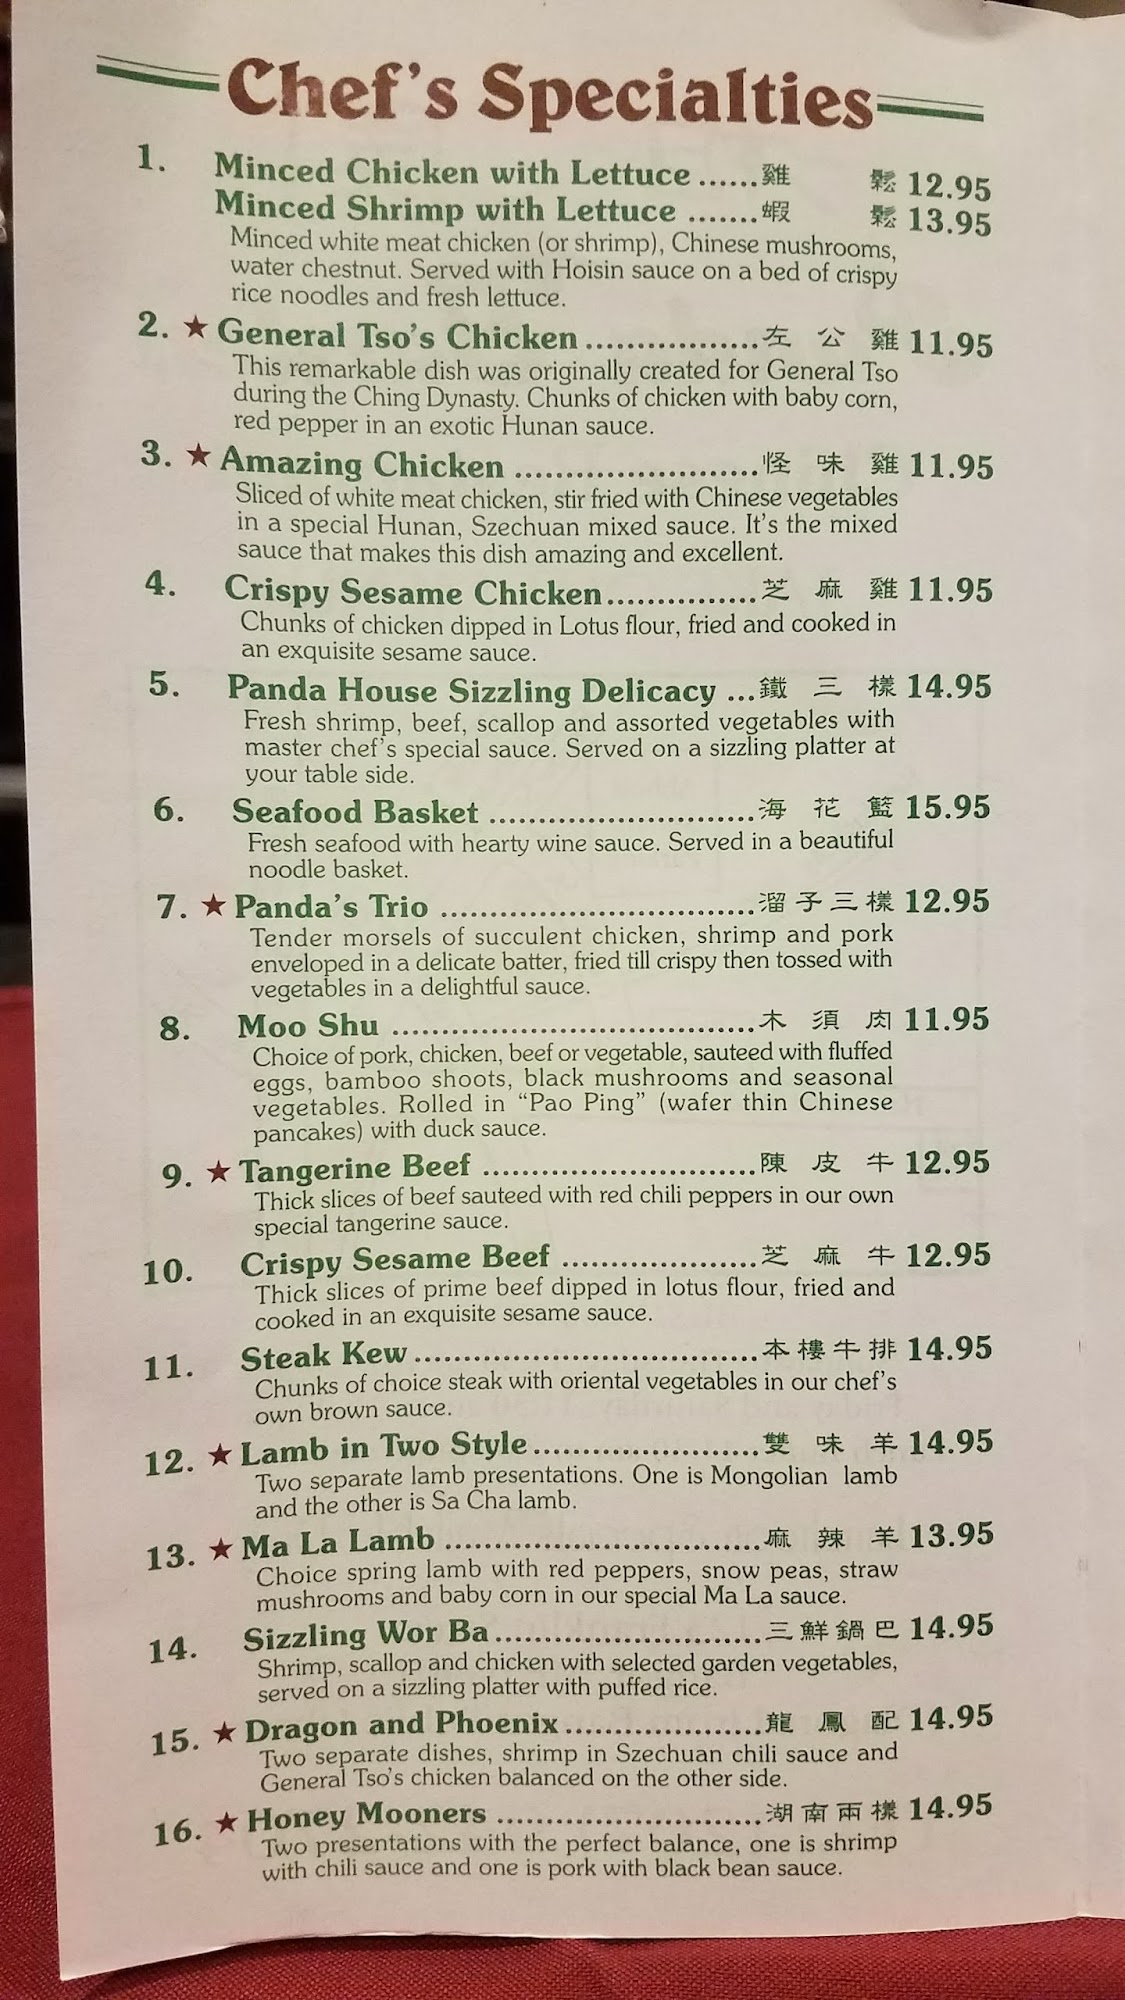 Chef's Specialties
1. Minced Chicken with Lettuce ......雞 鬆 12.95
Minced Shrimp with Lettuce .......蝦 鬆 13.95
Minced white meat chicken (or shrimp), Chinese mushrooms,
water chestnut. Served with Hoisin sauce on a bed of crispy
rice noodles and fresh lettuce.
2. ★ General Tso's Chicken .................左 公 雞 11.95
This remarkable dish was originally created for General Tso
during the Ching Dynasty. Chunks of chicken with baby corn,
red pepper in an exotic Hunan sauce.
3. ★ Amazing Chicken ........................怪 味 雞 11.95
Sliced of white meat chicken, stir fried with Chinese vegetables
in a special Hunan, Szechuan mixed sauce. It's the mixed
sauce that makes this dish amazing and excellent.
4. Crispy Sesame Chicken...............芝 麻 雞 11.95
Chunks of chicken dipped in Lotus flour, fried and cooked in
an exquisite sesame sauce.
5. Panda House Sizzling Delicacy ...鐵 三 樣 14.95
Fresh shrimp, beef, scallop and assorted vegetables with
master chef's special sauce. Served on a sizzling platter at
your table side.
6. Seafood Basket ..........................海 花 籃 15.95
Fresh seafood with hearty wine sauce. Served in a beautiful
noodle basket.
7. ★ Panda's Trio ...............................溜子三樣 12.95
Tender morsels of succulent chicken, shrimp and pork
enveloped in a delicate batter, fried till crispy then tossed with
vegetables in a delightful sauce.
8. Moo Shu ....................................木 須 肉 11.95
Choice of pork, chicken, beef or vegetable, sauteed with fluffed
eggs, bamboo shoots, black mushrooms and seasonal
vegetables. Rolled in "Pao Ping" (wafer thin Chinese
pancakes) with duck sauce.
9. ★ Tangerine Beef ...........................陳 皮 牛 12.95
Thick slices of beef sauteed with red chili peppers in our own
special tangerine sauce.
10. Crispy Sesame Beef ....................芝 麻 牛 12.95
Thick slices of prime beef dipped in lotus flour, fried and
cooked in an exquisite sesame sauce.
11. Steak Kew..................................本樓牛排 14.95
Chunks of choice steak with oriental vegetables in our chef's
own brown sauce.
12. ★ Lamb in Two Style.......................雙 味 羊 14.95
Two separate lamb presentations. One is Mongolian lamb
and the other is Sa Cha lamb.
13. ★ Ma La Lamb ...............................麻 辣 羊 13.95
Choice spring lamb with red peppers, snow peas, straw
mushrooms and baby corn in our special Ma La sauce.
14. Sizzling Wor Ba...........................三鮮鍋巴 14.95
Shrimp, scallop and chicken with selected garden vegetables,
served on a sizzling platter with puffed rice.
15. ★ Dragon and Phoenix....................龍 鳳 配 14.95
Two separate dishes, shrimp in Szechuan chili sauce and
General Tso's chicken balanced on the other side.
16. ★ Honey Mooners ..........................湖南兩樣 14.95
Two presentations with the perfect balance, one is shrimp
with chili sauce and one is pork with black bean sauce.